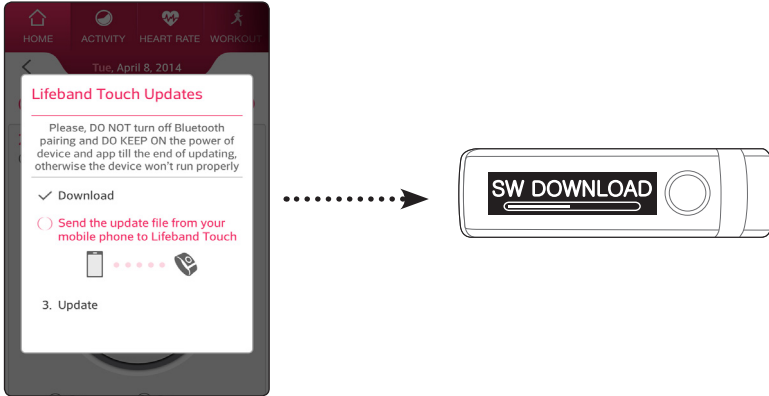 HOME ACTIVITY HEART RATE WORKOUT
Tue, April 8, 2014
Lifeband Touch Updates
Please, DO NOT turn off Bluetooth
pairing and DO KEEP ON the power of
device and app till the end of updating,
otherwise the device won't run properly
Download
Send the update file from your
mobile phone to Lifeband Touch
3. Update
SW DOWNLOAD